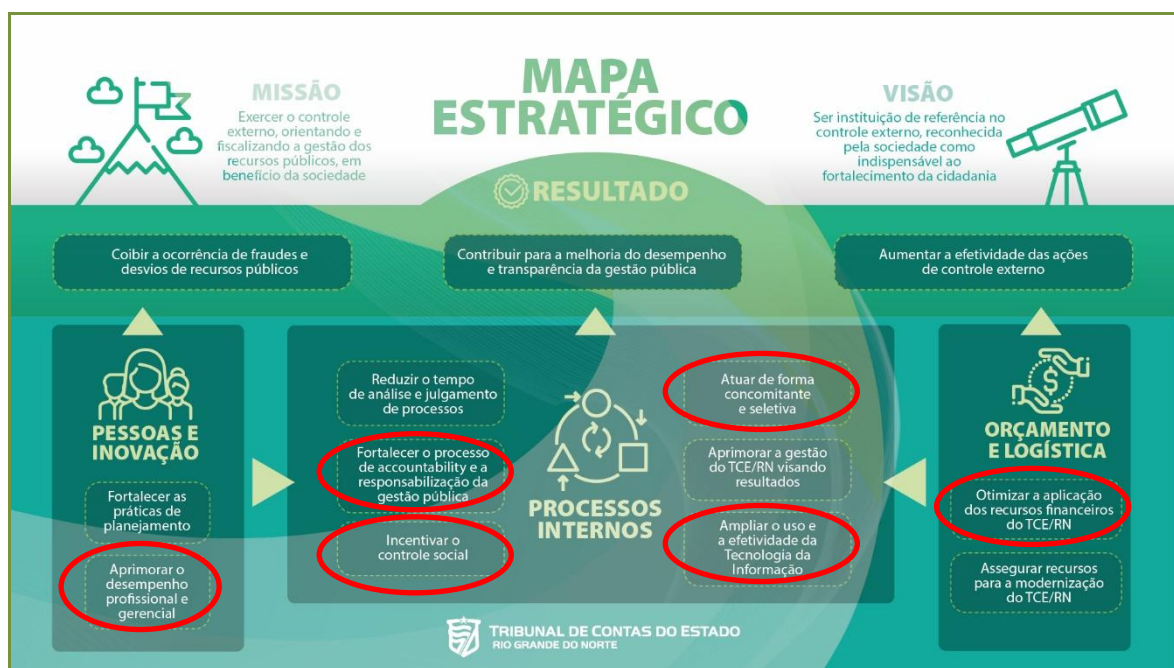 MAPA
ESTRATÉGICO
MISSÃO
Exercer o controle
externo, orientando e
fiscalizando a gestão dos
recursos públicos, em
benefício da sociedade
VISÃO
Ser instituição de referência no
controle externo, reconhecida
pela sociedade como
indispensável ao
fortalecimento da cidadania
RESULTADO
Coibir a ocorrência de fraudes e
desvios de recursos públicos
Contribuir para a melhoria do desempenho
e transparência da gestão pública
Aumentar a efetividade das ações
de controle externo
PESSOAS E
INOVAÇÃO
Fortalecer as
práticas de
planejamento
Aprimorar o
desempenho
profissional e
gerencial
Reduzir o tempo
de análise e julgamento
de processos
Fortalecer o processo
de accountability e a
responsabilização da
gestão pública
Incentivar o
controle social
PROCESSOS
INTERNOS
Atuar de forma
concomitante
e seletiva
Aprimorar a gestão
do TCE/RN visando
resultados
Ampliar o uso e
a efetividade da
Tecnologia da
Informação
ORÇAMENTO
E LOGÍSTICA
Otimizar a aplicação
dos recursos financeiros
do TCE/RN
Assegurar recursos
para a modernização
do TCE/RN
TRIBUNAL DE CONTAS DO ESTADO
RIO GRANDE DO NORTE